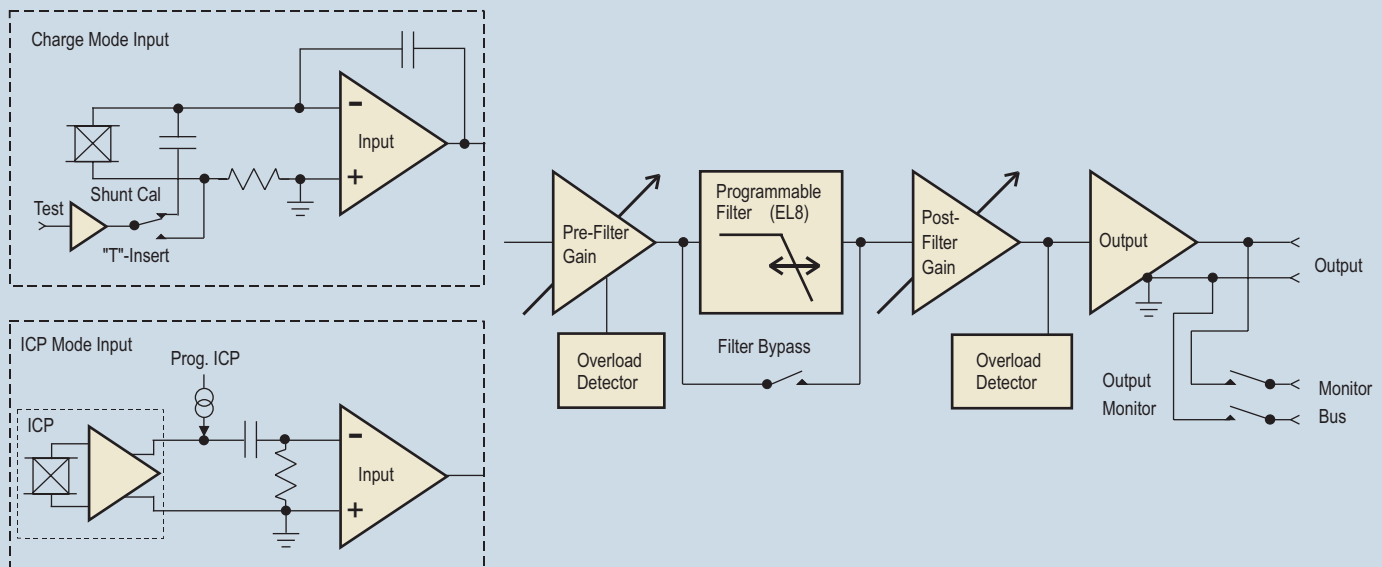 Charge Mode Input
Input
Shunt Cal
Test
"T"-Insert
ICP Mode Input
Prog. ICP
ICP
Input
Pre-Filter
Gain
Overload
Detector
Programmable
Filter (EL8)
Filter Bypass
Post-
Filter
Gain
Overload
Detector
Output
Output
Output
Monitor
Monitor
Bus